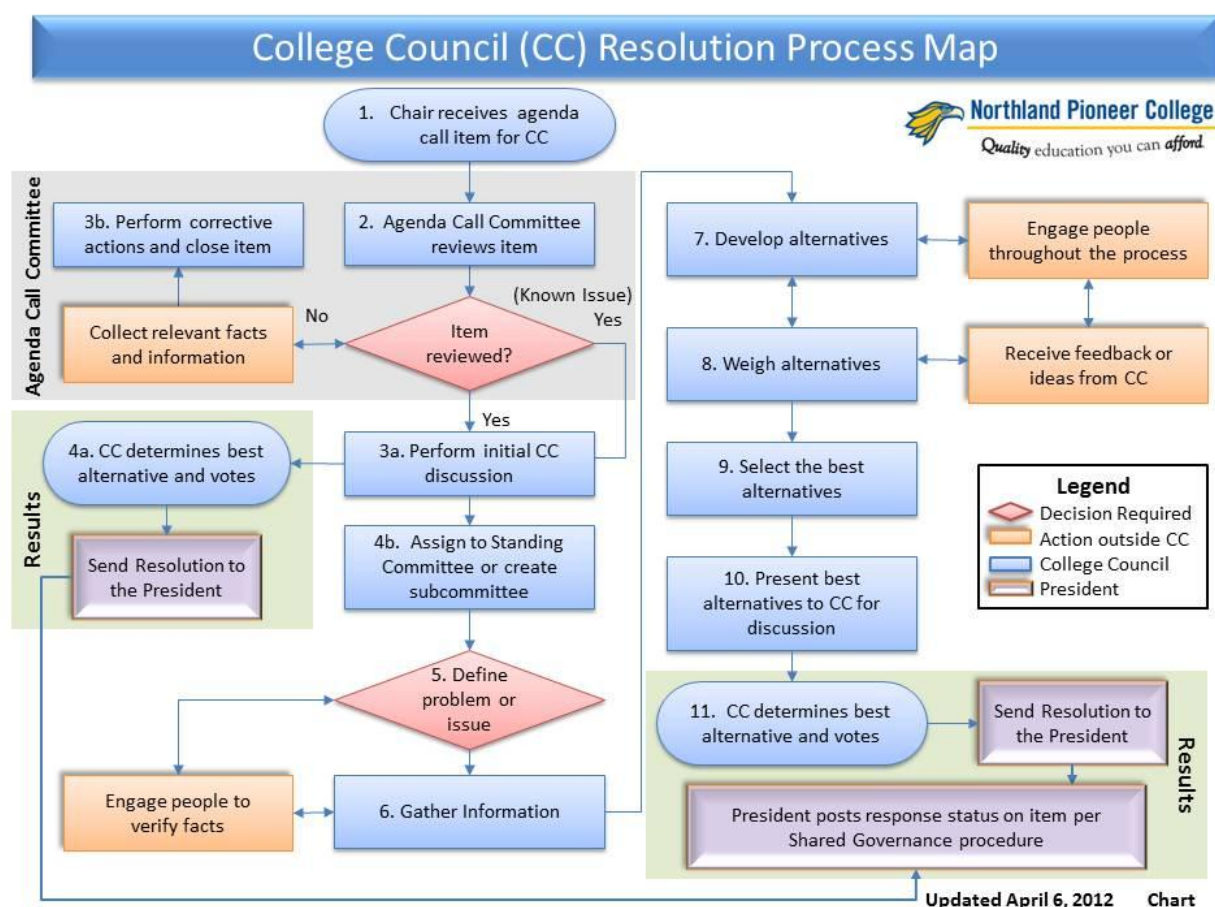 College Council (CC) Resolution Process Map
Northland Pioneer College
Quality education you can afford.
1. Chair receives agenda
call item for CC
Agenda Call Committee
3b. Perform corrective
actions and close item
2. Agenda Call Committee
reviews item
Collect relevant facts
and information
No
Item
reviewed?
(Known Issue)
Yes
Yes
4a. CC determines best
alternative and votes
3a. Perform initial CC
discussion
Results
Send Resolution to
the President
4b. Assign to Standing
Committee or create
subcommittee
5. Define
problem or
issue
Engage people to
verify facts
6. Gather Information
7. Develop alternatives
Engage people
throughout the process
8. Weigh alternatives
Receive feedback or
ideas from CC
9. Select the best
alternatives
10. Present best
alternatives to CC for
discussion
Legend
Decision Required
Action outside CC
College Council
President
11. CC determines best
alternative and votes
Send Resolution to
the President
Results
President posts response status on item per
Shared Governance procedure
Updated April 6, 2012 Chart